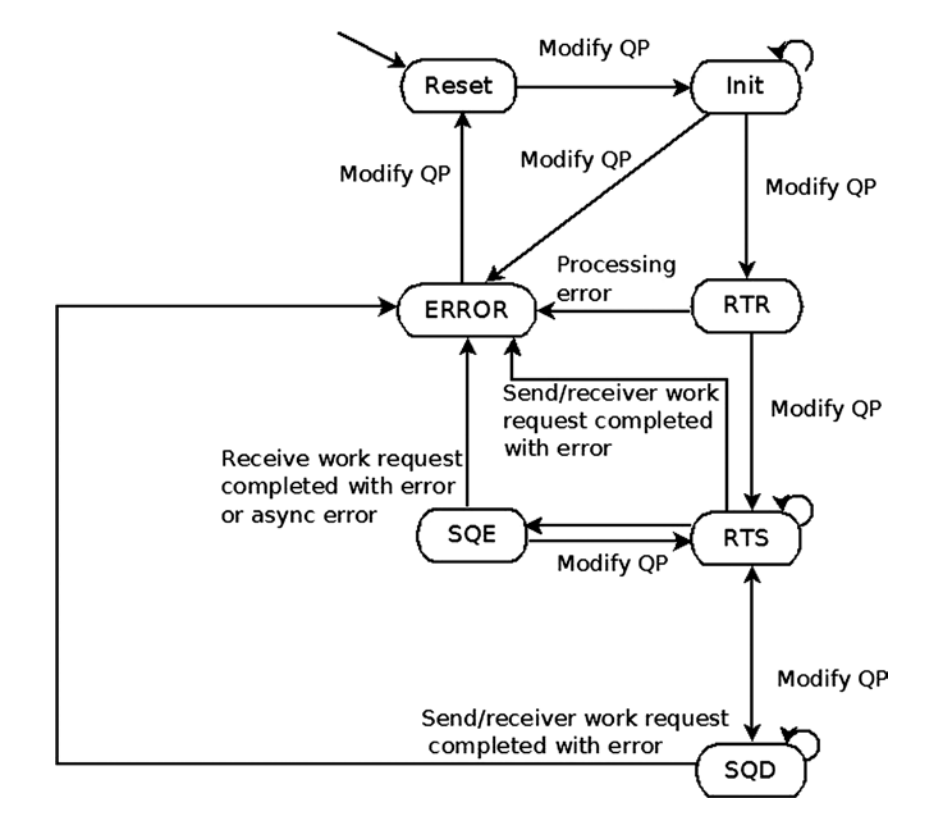 Modify QP
Reset
Init
Modify QP
Modify QP
Modify QP
Processing
error
ERROR
RTR
Send/receiver work
request completed
with error
Modify QP
Receive work request
completed with error
or async error
SQE
RTS
Modify QP
Modify QP
Send/receiver work request
completed with error
SQD